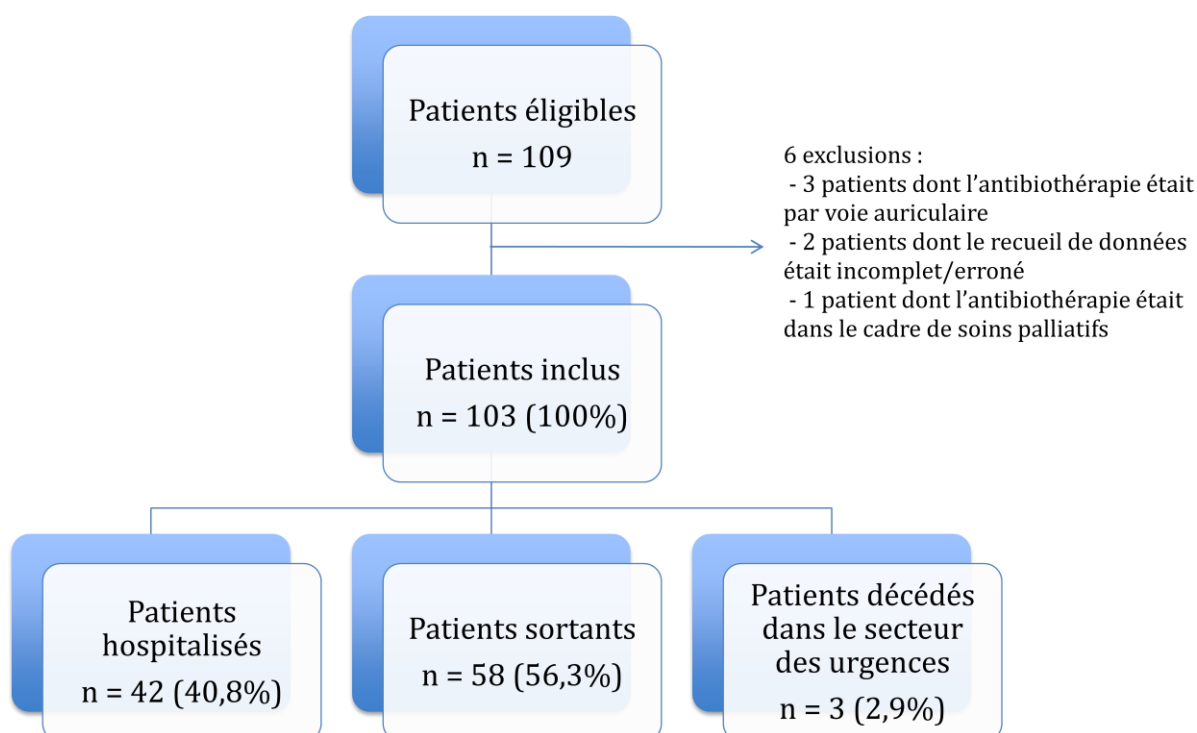 Patients éligibles
n = 109
6 exclusions :
- 3 patients dont l’antibiothérapie était
par voie auriculaire
- 2 patients dont le recueil de données
était incomplet/erroné
- 1 patient dont l’antibiothérapie était
dans le cadre de soins palliatifs
Patients inclus
n = 103 (100%)
Patients
hospitalisés
n = 42 (40,8%)
Patients sortants
n = 58 (56,3%)
Patients décédés
dans le secteur
des urgences
n = 3 (2,9%)